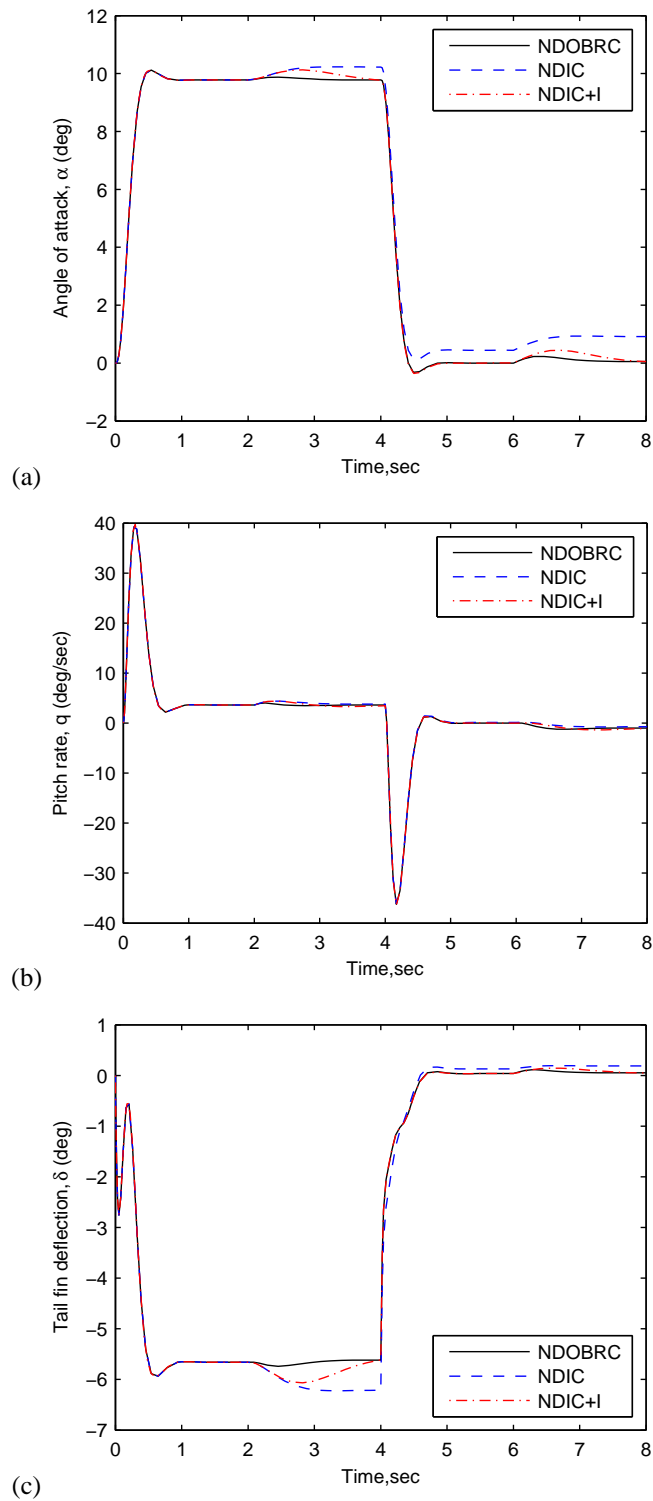 12
10
8
6
4
2
0
−2
Angle of attack, α (deg)
NDOBRC
NDIC
NDIC+I
0 1 2 3 4 5 6 7 8
Time,sec
(a)
40
30
20
10
0
−10
−20
−30
−40
Pitch rate, q (deg/sec)
NDOBRC
NDIC
NDIC+I
0 1 2 3 4 5 6 7 8
Time,sec
(b)
1
0
−1
−2
−3
−4
−5
−6
−7
Tail fin deflection, δ (deg)
NDOBRC
NDIC
NDIC+I
0 1 2 3 4 5 6 7 8
Time,sec
(c)